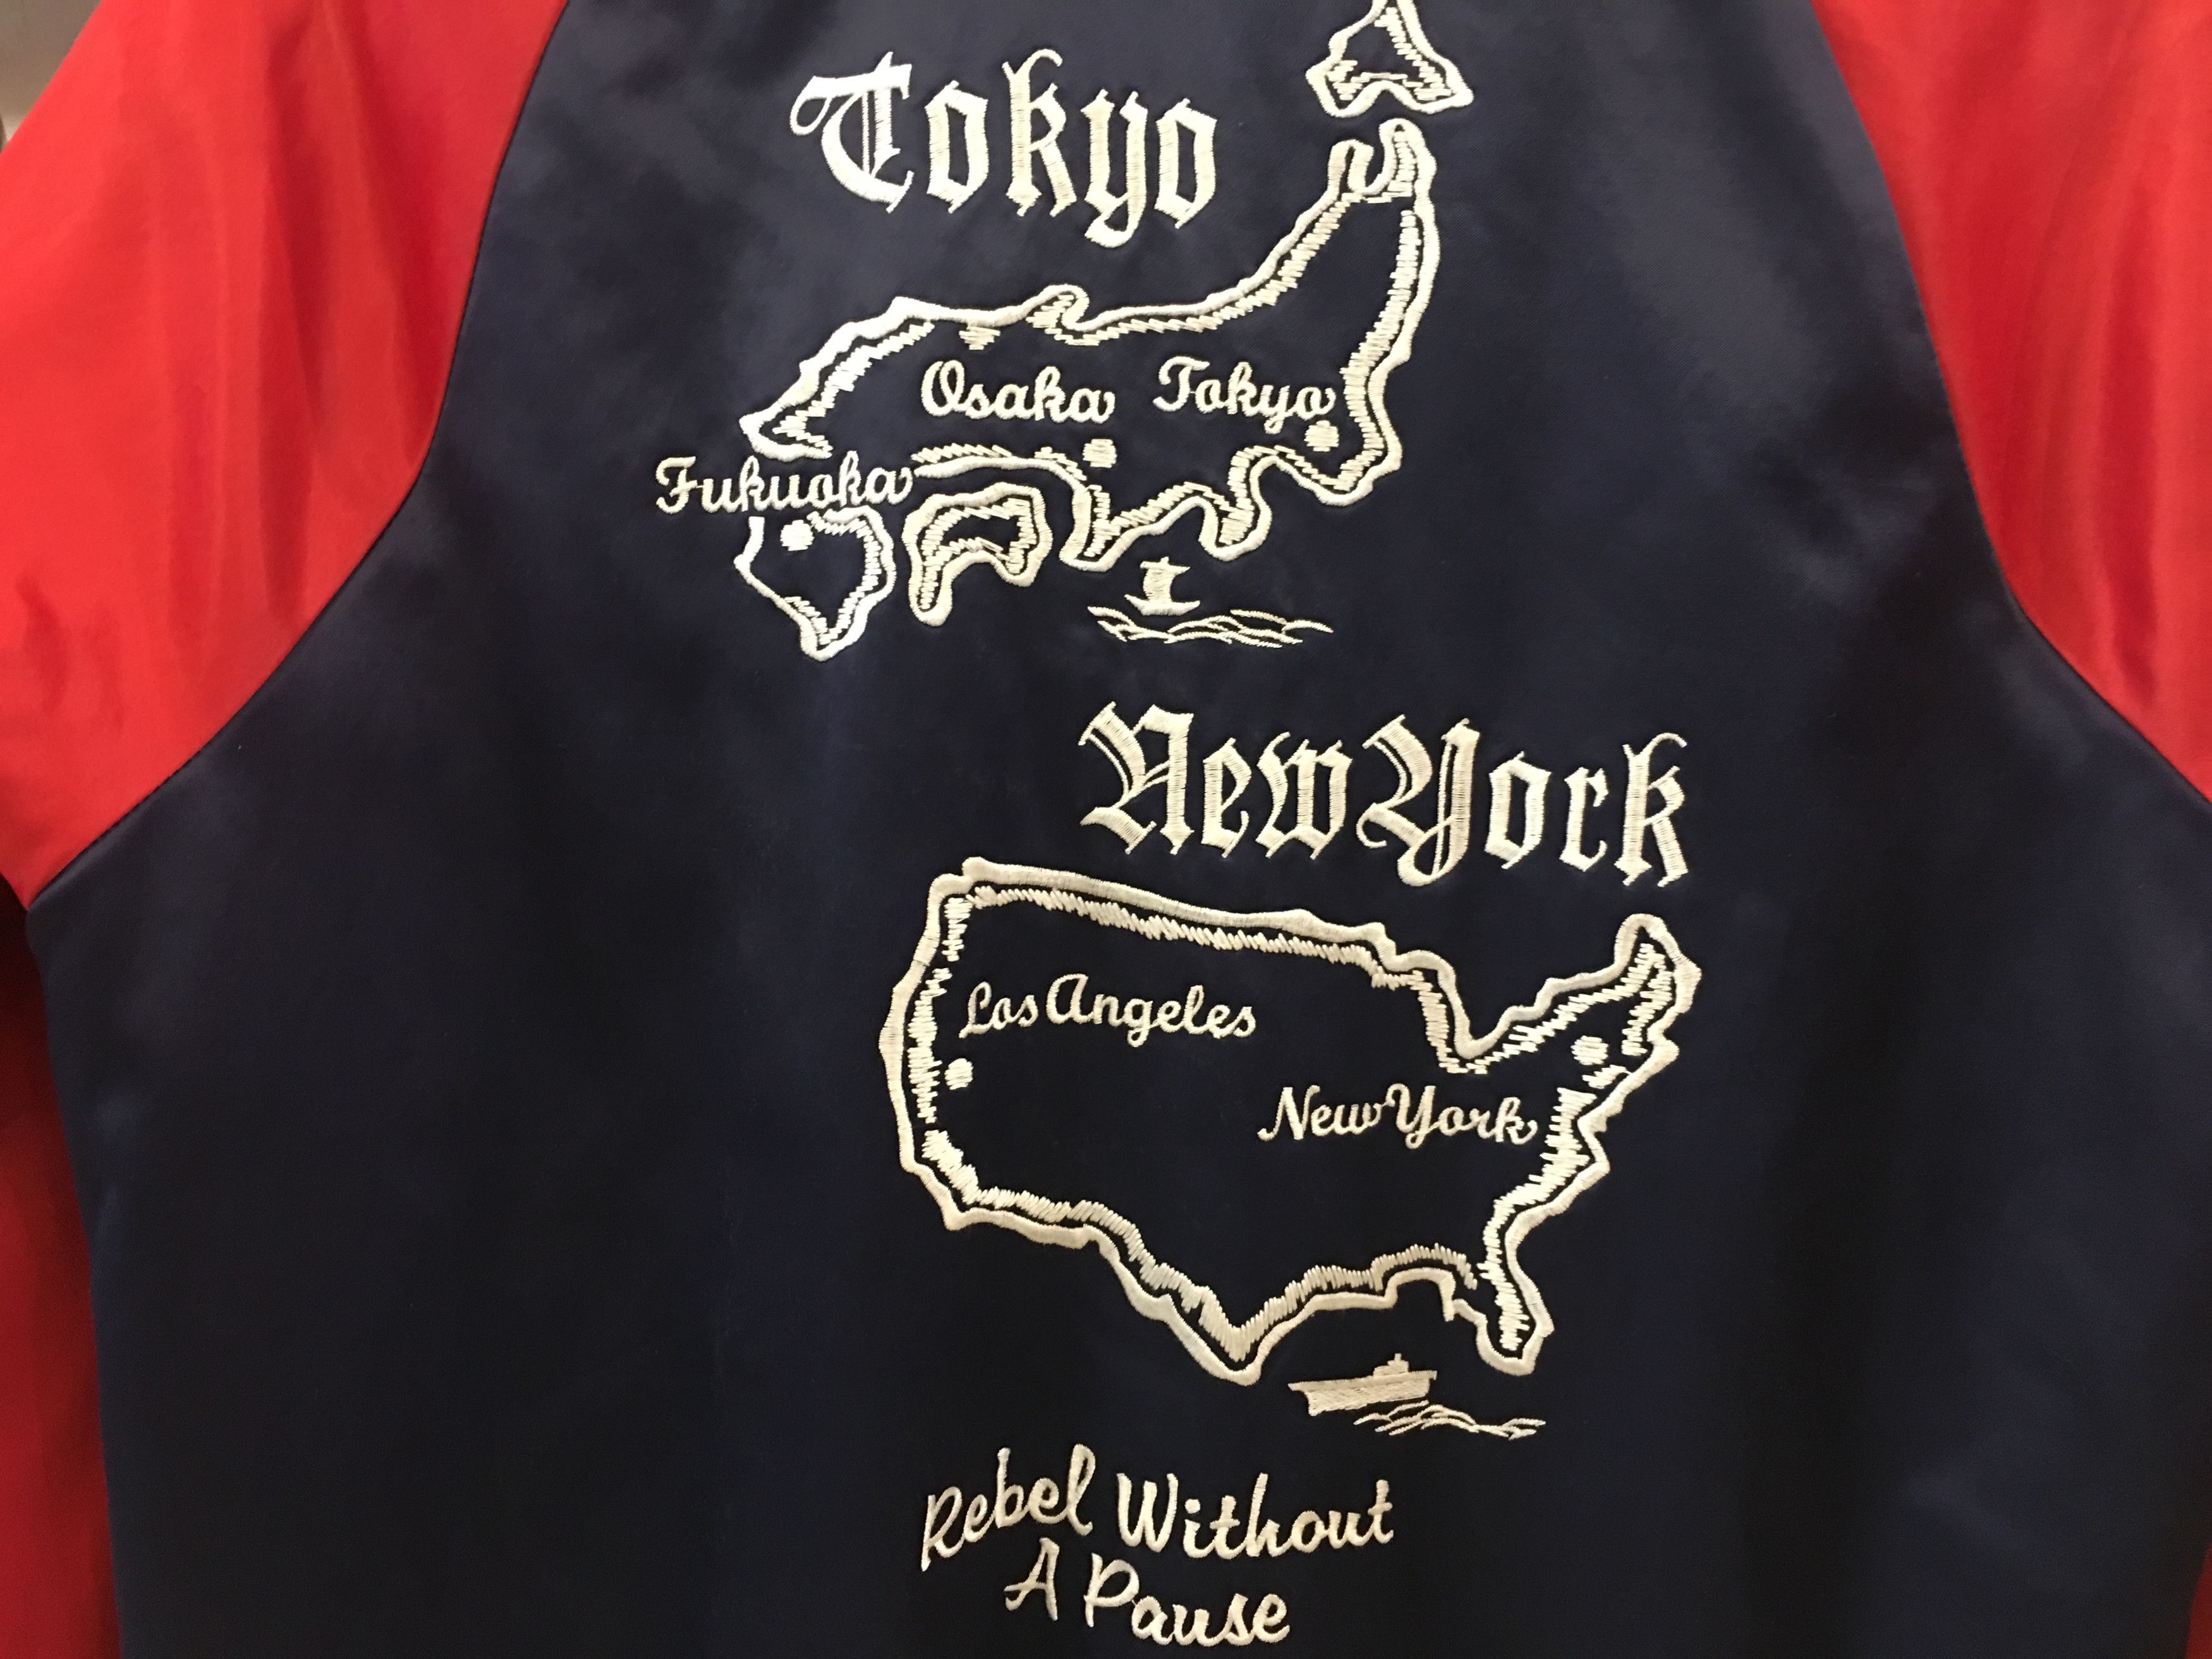 Tokyo
Osaka Tokyo
Fukuoka
New York
Los Angeles
New York
Rebel Without
A Pause